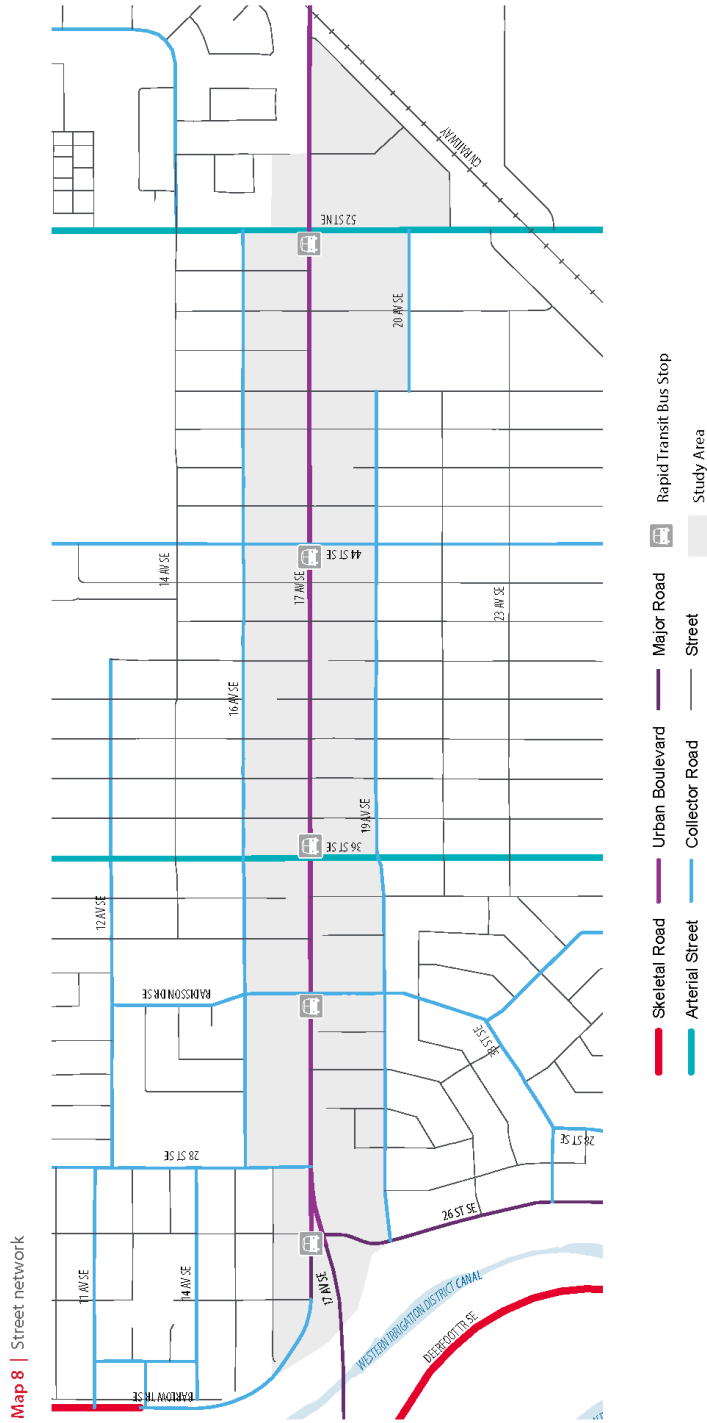 Map 8 | Street network
BARLOW TR SE
11 AV SE
14 AV SE
28 ST SE
12 AV SE
RADISSON DR SE
16 AV SE
14 AV SE
17 AV SE
17 AV SE
26 ST SE
28 ST SE
33 ST SE
36 ST SE
19 AV SE
44 ST SE
23 AV SE
20 AV SE
52 ST NE
CN RAILWAY
WESTERN IRRIGATION DISTRICT CANAL
DEERFOOT TR SE
Skeletal Road
Urban Boulevard
Major Road
Rapid Transit Bus Stop
Arterial Street
Collector Road
Street
Study Area